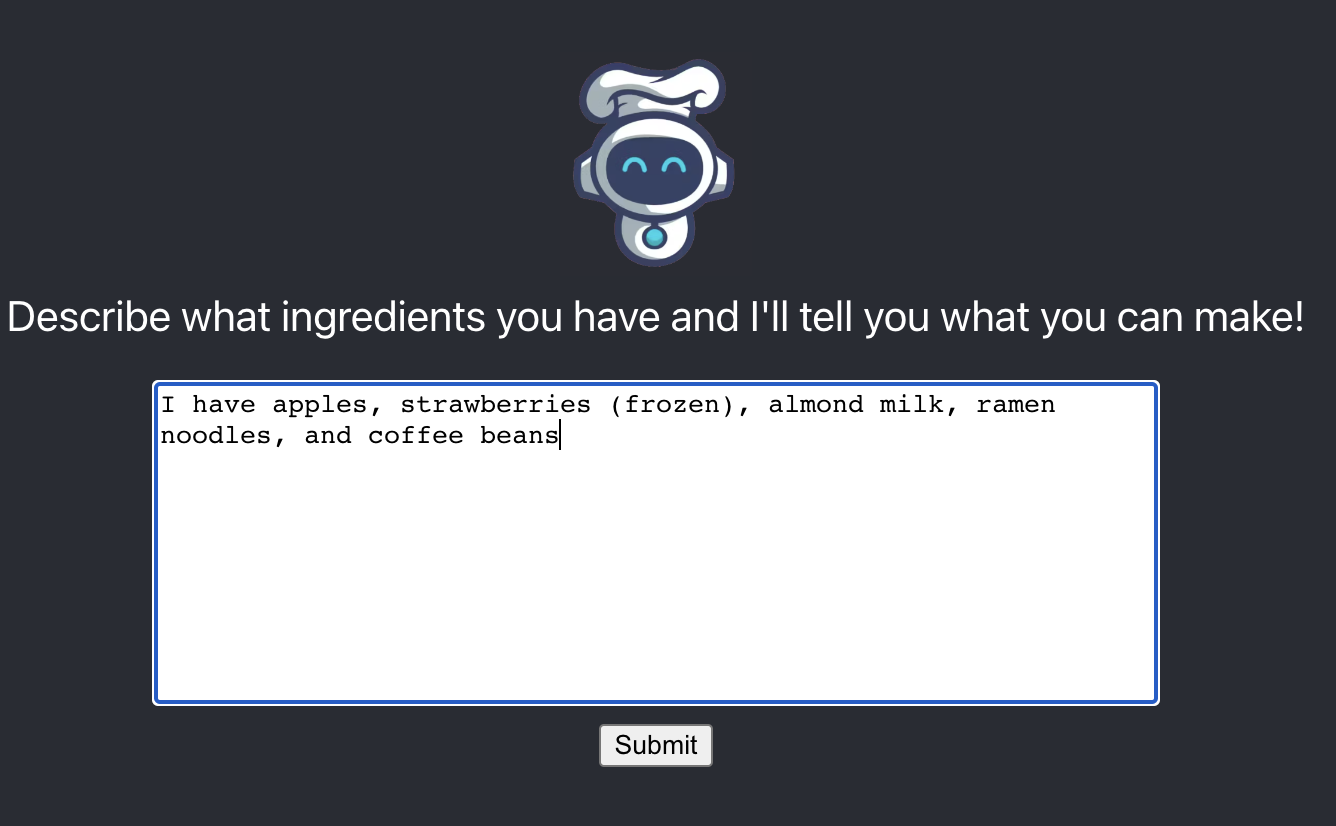 Describe what ingredients you have and I'll tell you what you can make!
I have apples, strawberries (frozen), almond milk, ramen
noodles, and coffee beans
Submit